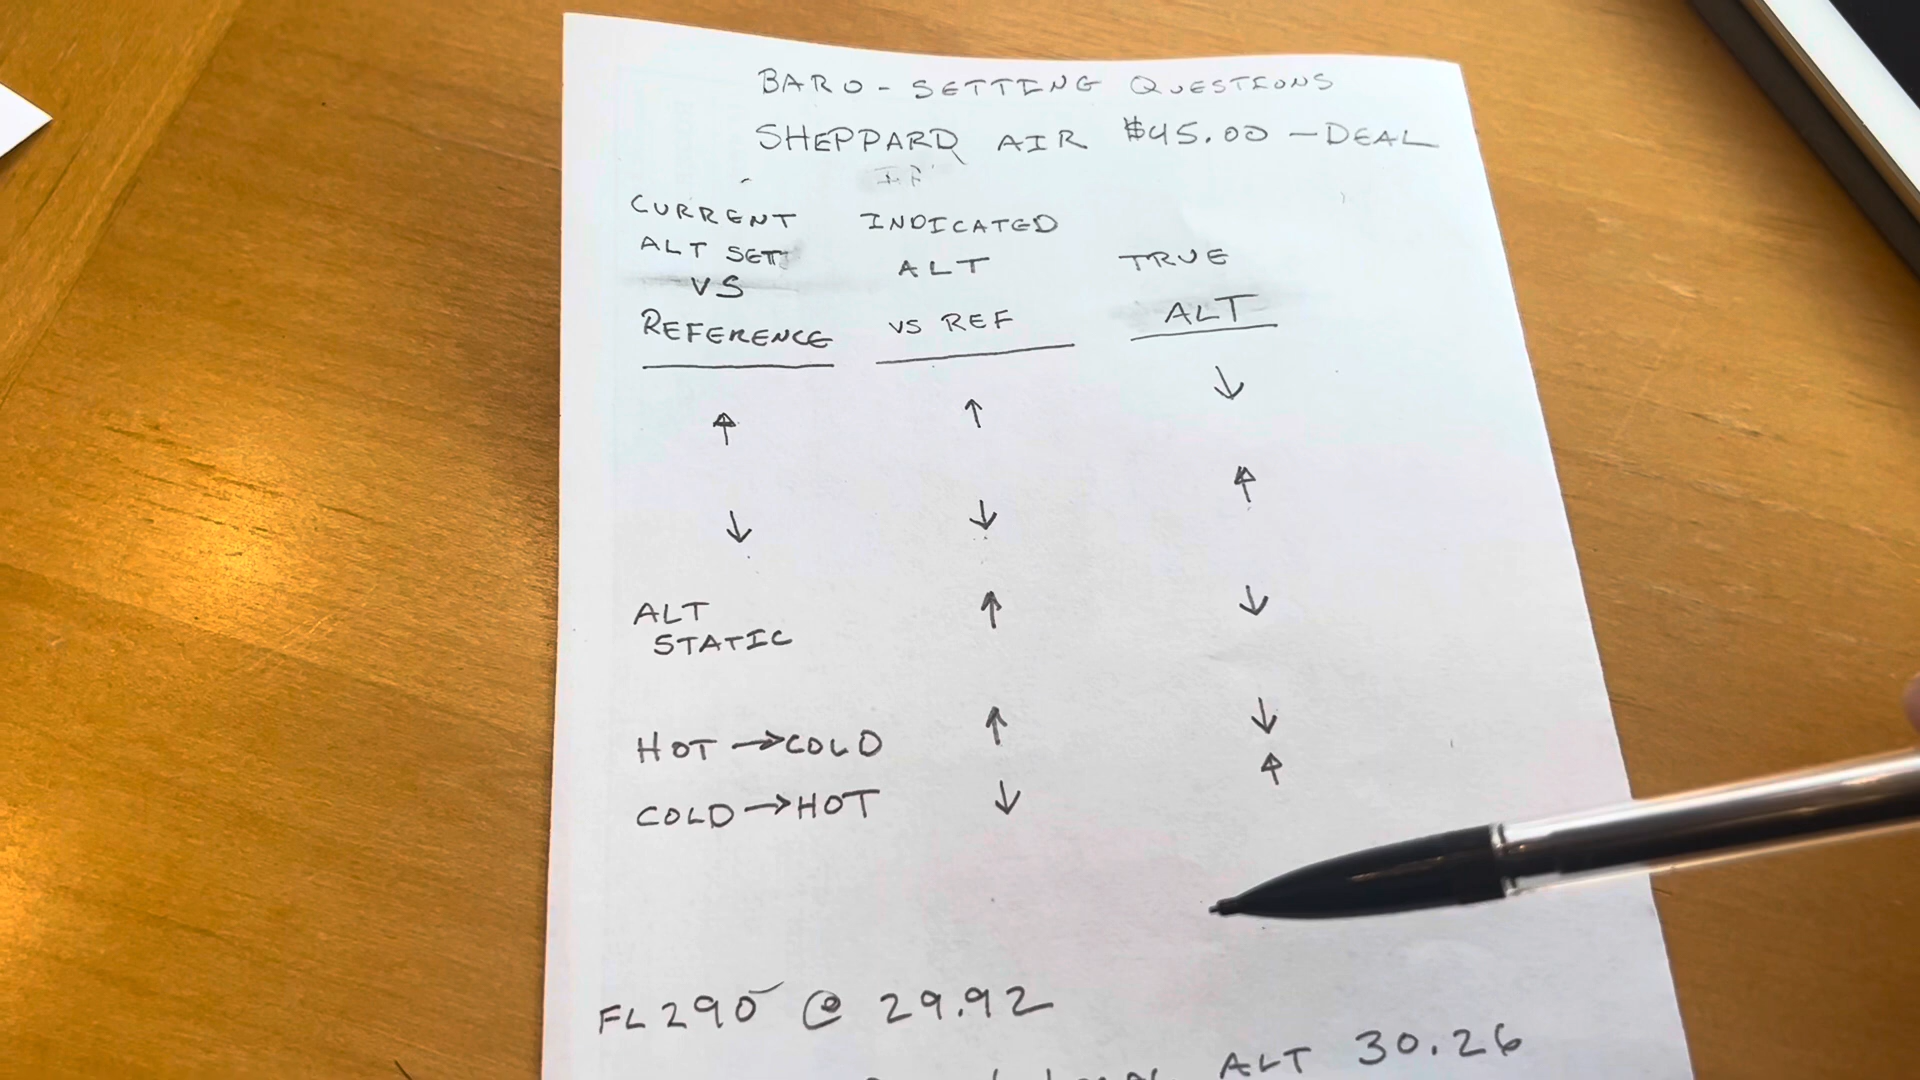 BARO - SETTING QUESTIONS
SHEPPARD AIR $45.00 - DEAL
CURRENT ALT SET VS REFERENCE
INDICATED ALT VS REF
TRUE ALT
↑ ↑ ↓
↓ ↓ ↑
ALT STATIC ↑ ↓
HOT → COLD ↑ ↓
COLD → HOT ↓ ↑
FL290 @ 29.92
ALT 30.26